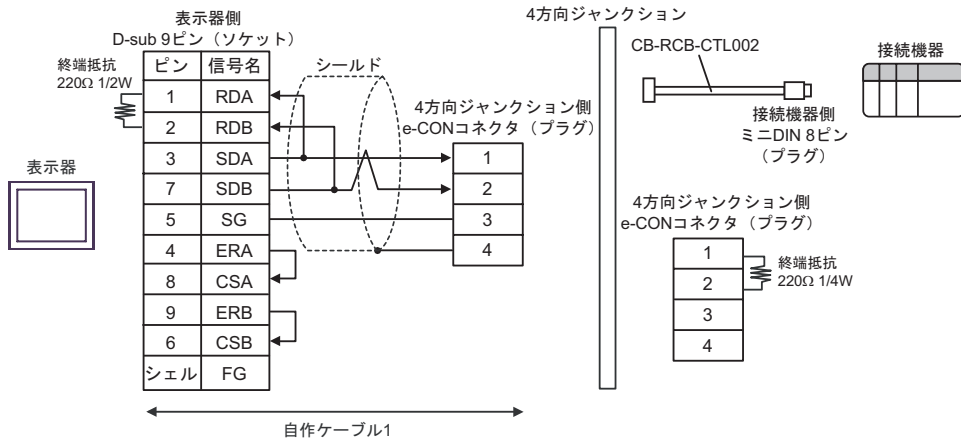 表示器側
D-sub 9ピン（ソケット）
終端抵抗
220Ω 1/2W
ピン 信号名
1 RDA
2 RDB
3 SDA
7 SDB
5 SG
4 ERA
8 CSA
9 ERB
6 CSB
シェル FG
シールド
表示器
4方向ジャンクション側
e-CONコネクタ（プラグ）
1
2
3
4
自作ケーブル1
4方向ジャンクション
CB-RCB-CTL002
接続機器
接続機器側
ミニDIN 8ピン
（プラグ）
4方向ジャンクション側
e-CONコネクタ（プラグ）
1
2
3
4
終端抵抗
220Ω 1/4W